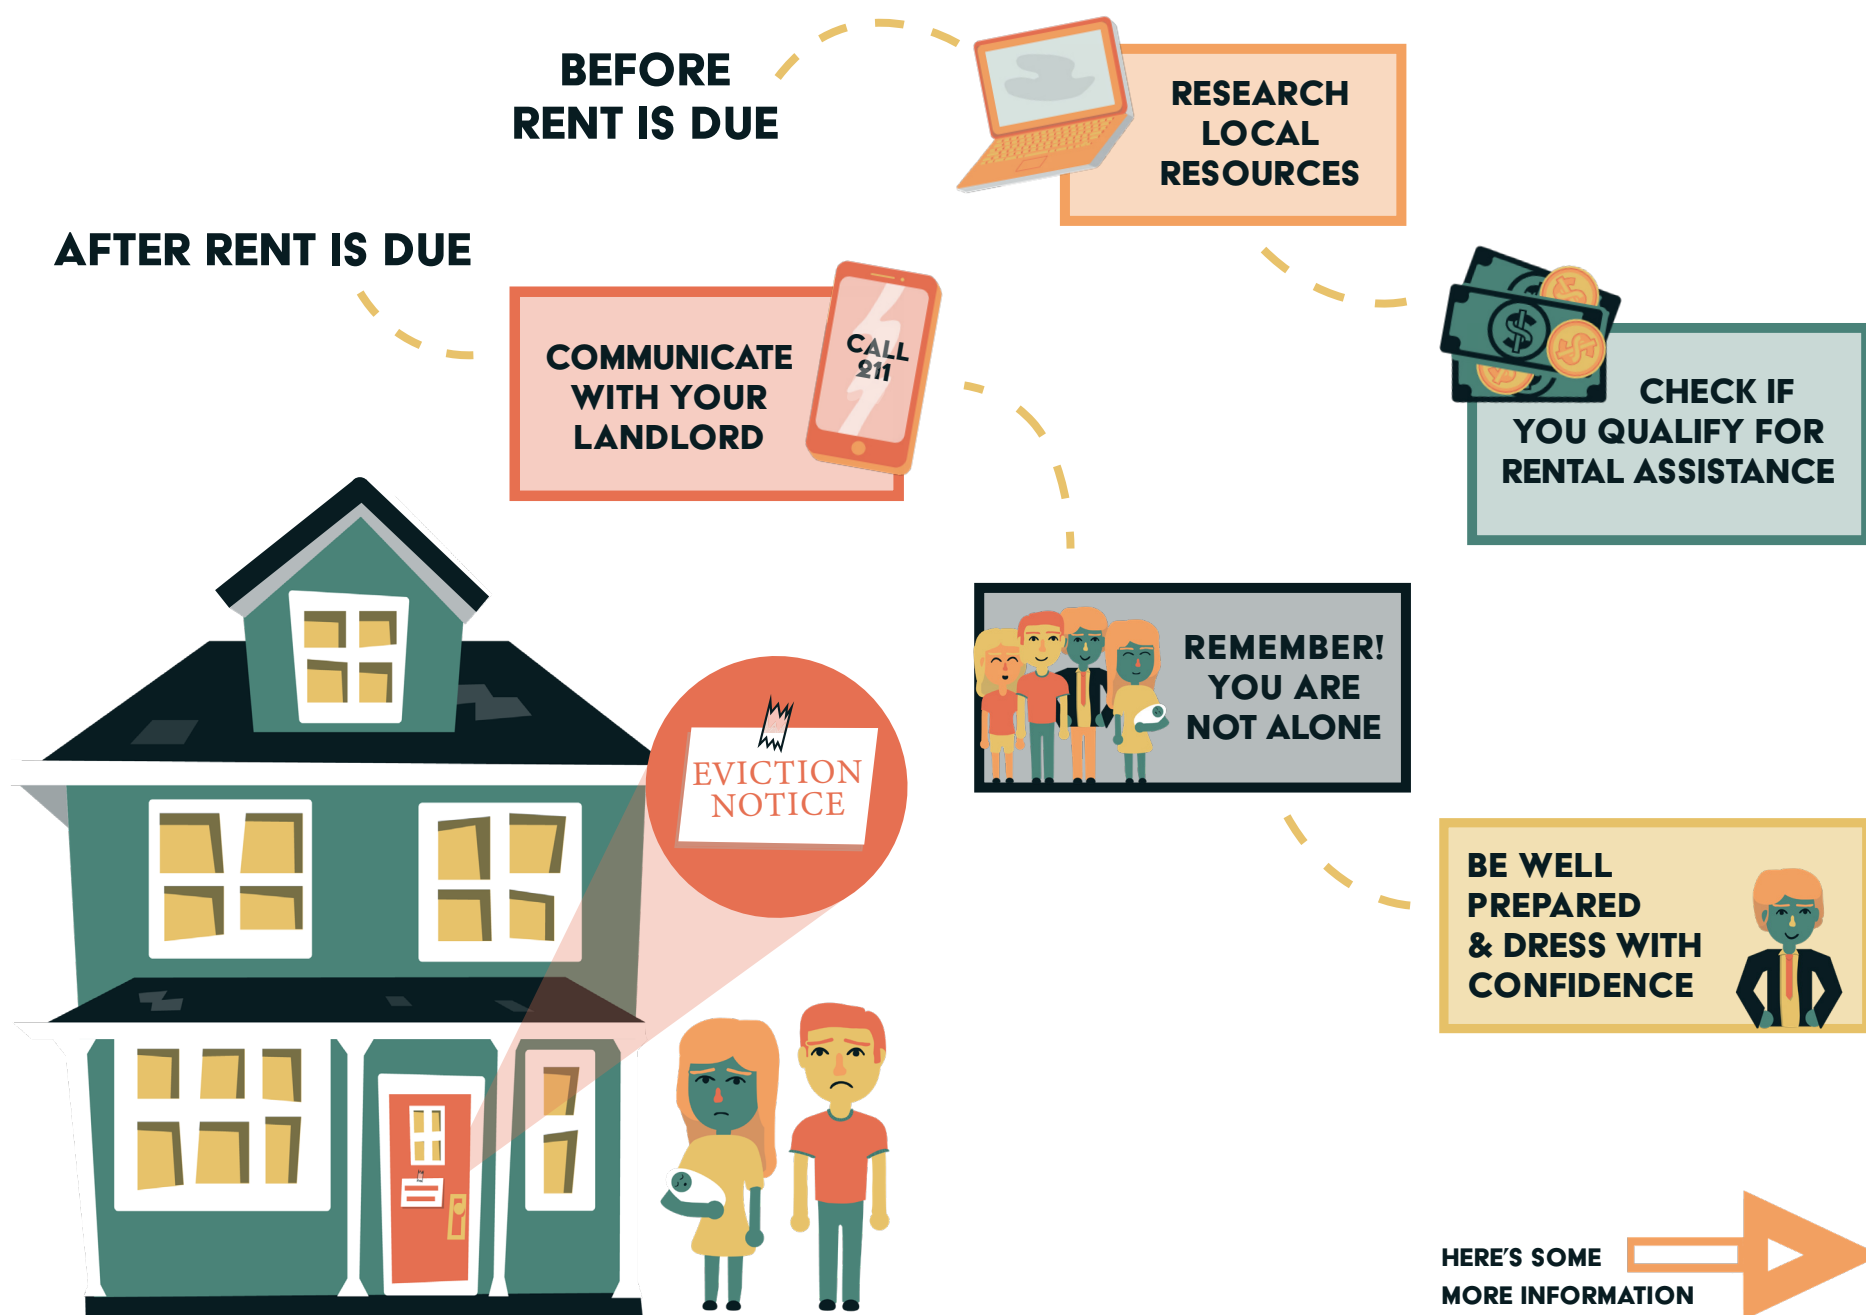 BEFORE
RENT IS DUE
RESEARCH
LOCAL
RESOURCES
CHECK IF
YOU QUALIFY FOR
RENTAL ASSISTANCE
AFTER RENT IS DUE
COMMUNICATE
WITH YOUR
LANDLORD
CALL
211
REMEMBER!
YOU ARE
NOT ALONE
BE WELL
PREPARED
& DRESS WITH
CONFIDENCE
EVICTION
NOTICE
HERE'S SOME
MORE INFORMATION